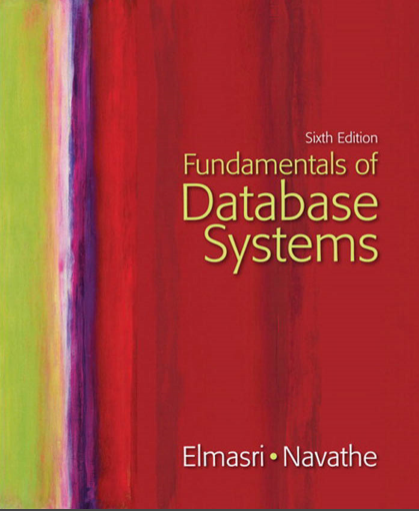 Sixth Edition
Fundamentals of
Database
Systems
Elmasri • Navathe